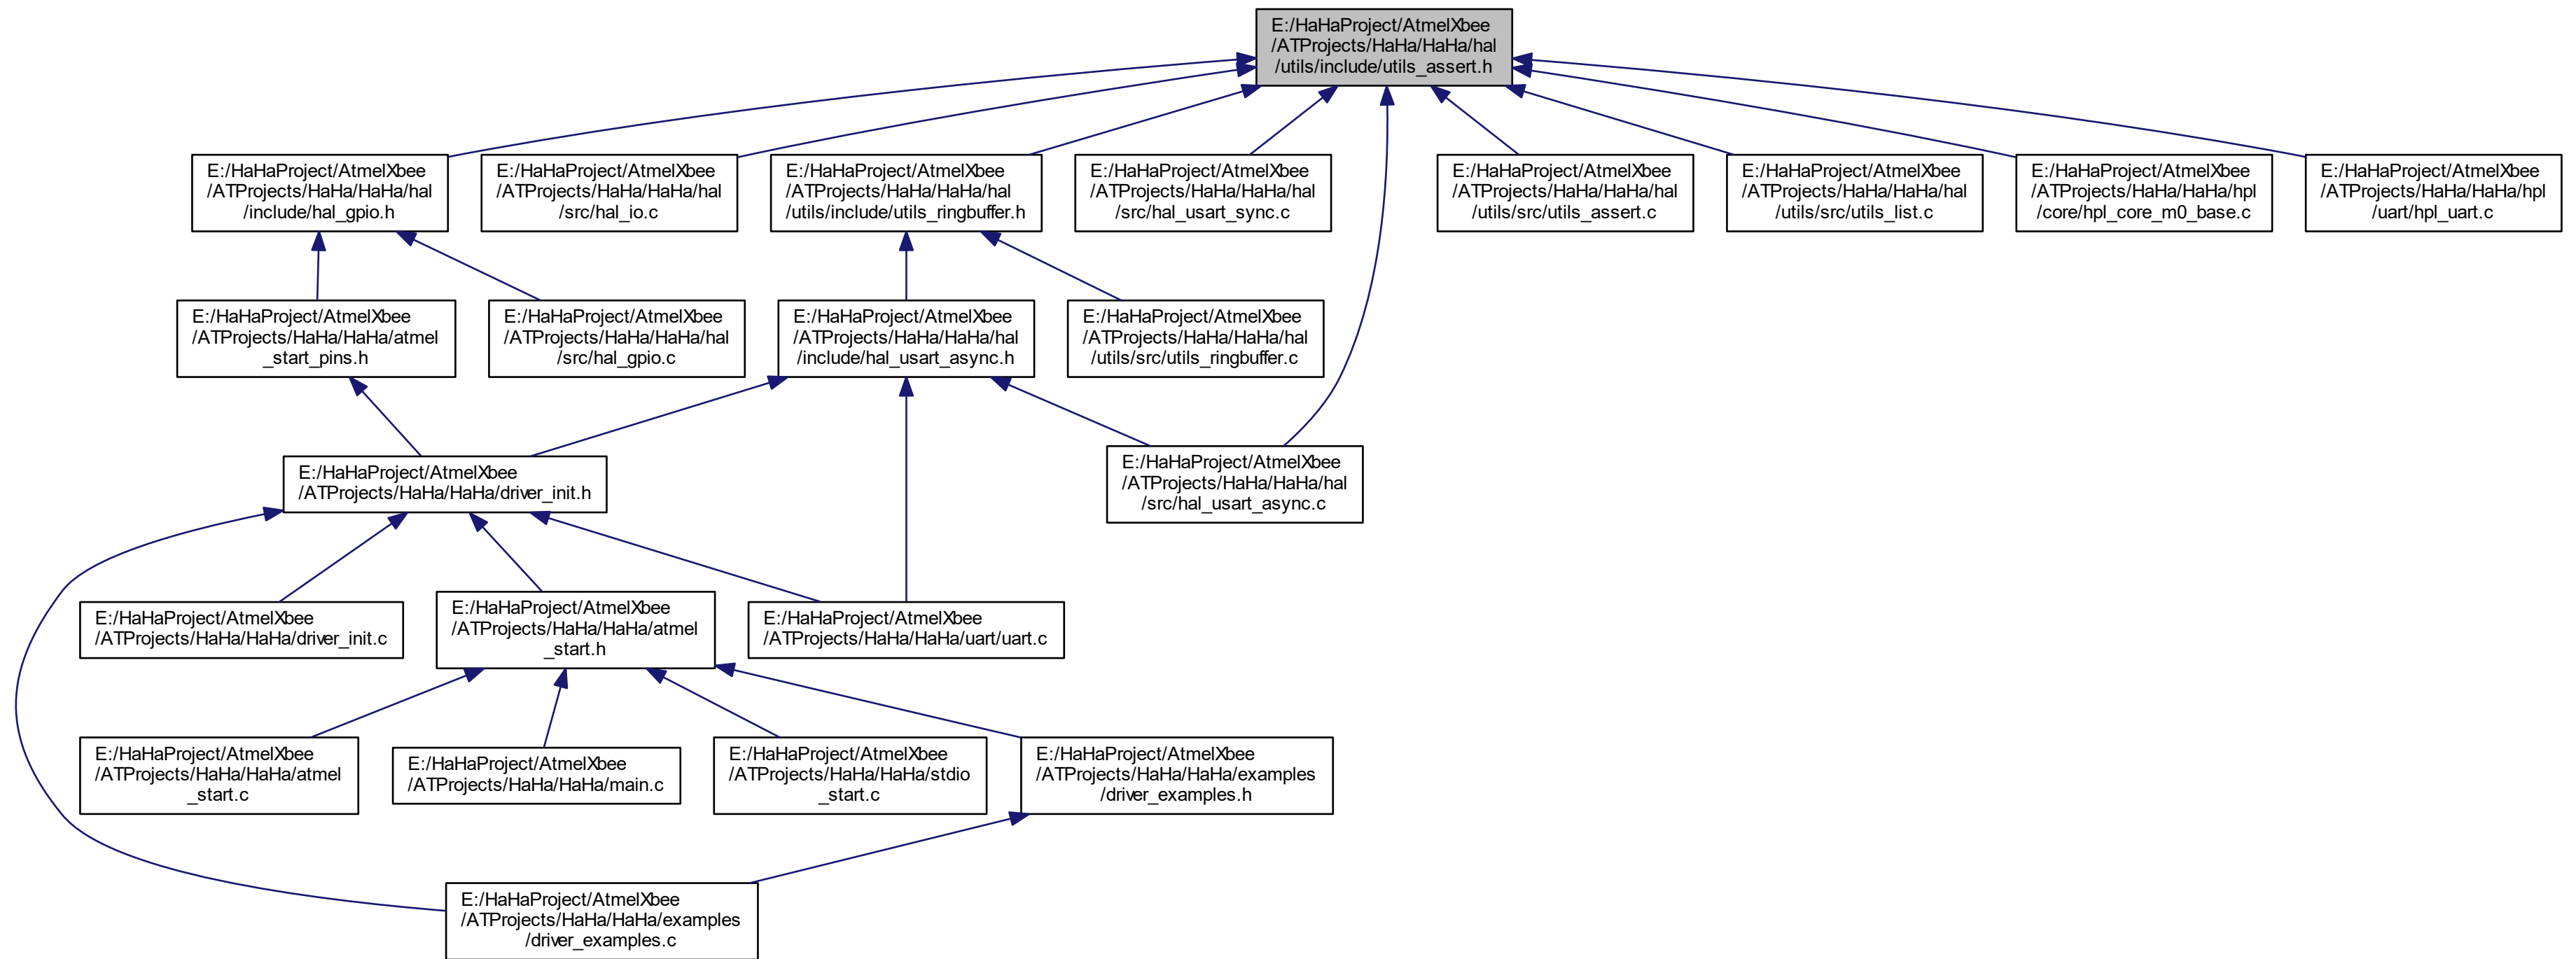 E:/HaHaProject/AtmelXbee
/ATProjects/HaHa/HaHa/hal
/utils/include/utils_assert.h
E:/HaHaProject/AtmelXbee
/ATProjects/HaHa/HaHa/hal
/include/hal_gpio.h
E:/HaHaProject/AtmelXbee
/ATProjects/HaHa/HaHa/hal
/src/hal_io.c
E:/HaHaProject/AtmelXbee
/ATProjects/HaHa/HaHa/hal
/utils/include/utils_ringbuffer.h
E:/HaHaProject/AtmelXbee
/ATProjects/HaHa/HaHa/hal
/src/hal_usart_sync.c
E:/HaHaProject/AtmelXbee
/ATProjects/HaHa/HaHa/hal
/utils/src/utils_assert.c
E:/HaHaProject/AtmelXbee
/ATProjects/HaHa/HaHa/hal
/utils/src/utils_list.c
E:/HaHaProject/AtmelXbee
/ATProjects/HaHa/HaHa/hpl
/core/hpl_core_m0_base.c
E:/HaHaProject/AtmelXbee
/ATProjects/HaHa/HaHa/hpl
/uart/hpl_uart.c
E:/HaHaProject/AtmelXbee
/ATProjects/HaHa/HaHa/atmel
_start_pins.h
E:/HaHaProject/AtmelXbee
/ATProjects/HaHa/HaHa/hal
/src/hal_gpio.c
E:/HaHaProject/AtmelXbee
/ATProjects/HaHa/HaHa/hal
/include/hal_usart_async.h
E:/HaHaProject/AtmelXbee
/ATProjects/HaHa/HaHa/hal
/utils/src/utils_ringbuffer.c
E:/HaHaProject/AtmelXbee
/ATProjects/HaHa/HaHa/driver_init.h
E:/HaHaProject/AtmelXbee
/ATProjects/HaHa/HaHa/hal
/src/hal_usart_async.c
E:/HaHaProject/AtmelXbee
/ATProjects/HaHa/HaHa/driver_init.c
E:/HaHaProject/AtmelXbee
/ATProjects/HaHa/HaHa/atmel
_start.h
E:/HaHaProject/AtmelXbee
/ATProjects/HaHa/HaHa/uart/uart.c
E:/HaHaProject/AtmelXbee
/ATProjects/HaHa/HaHa/atmel
_start.c
E:/HaHaProject/AtmelXbee
/ATProjects/HaHa/HaHa/main.c
E:/HaHaProject/AtmelXbee
/ATProjects/HaHa/HaHa/stdio
_start.c
E:/HaHaProject/AtmelXbee
/ATProjects/HaHa/HaHa/examples
/driver_examples.h
E:/HaHaProject/AtmelXbee
/ATProjects/HaHa/HaHa/examples
/driver_examples.c